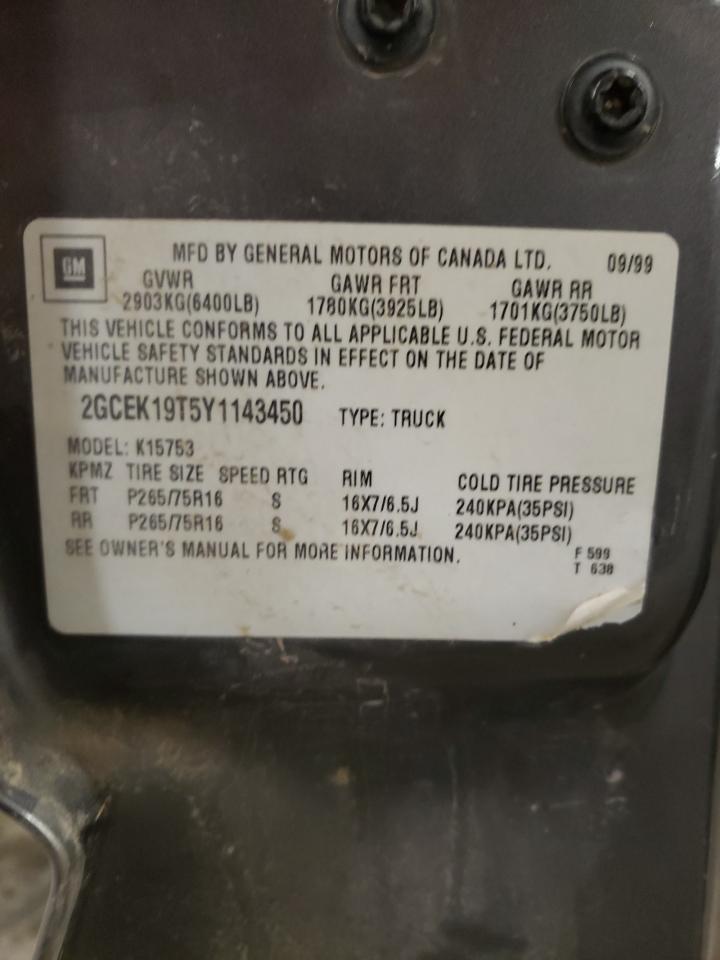 GM
MFD BY GENERAL MOTORS OF CANADA LTD. 09/99
GVWR GAWR FRT GAWR RR
2903KG(6400LB) 1780KG(3925LB) 1701KG(3750LB)
THIS VEHICLE CONFORMS TO ALL APPLICABLE U.S. FEDERAL MOTOR
VEHICLE SAFETY STANDARDS IN EFFECT ON THE DATE OF
MANUFACTURE SHOWN ABOVE.
2GCEK19T5Y1143450 TYPE: TRUCK
MODEL: K15753
KPMZ TIRE SIZE SPEED RTG RIM COLD TIRE PRESSURE
FRT P265/75R16 S 16X7/6.5J 240KPA(35PSI)
RR P265/75R16 S 16X7/6.5J 240KPA(35PSI)
SEE OWNER'S MANUAL FOR MORE INFORMATION. F 599
T 638